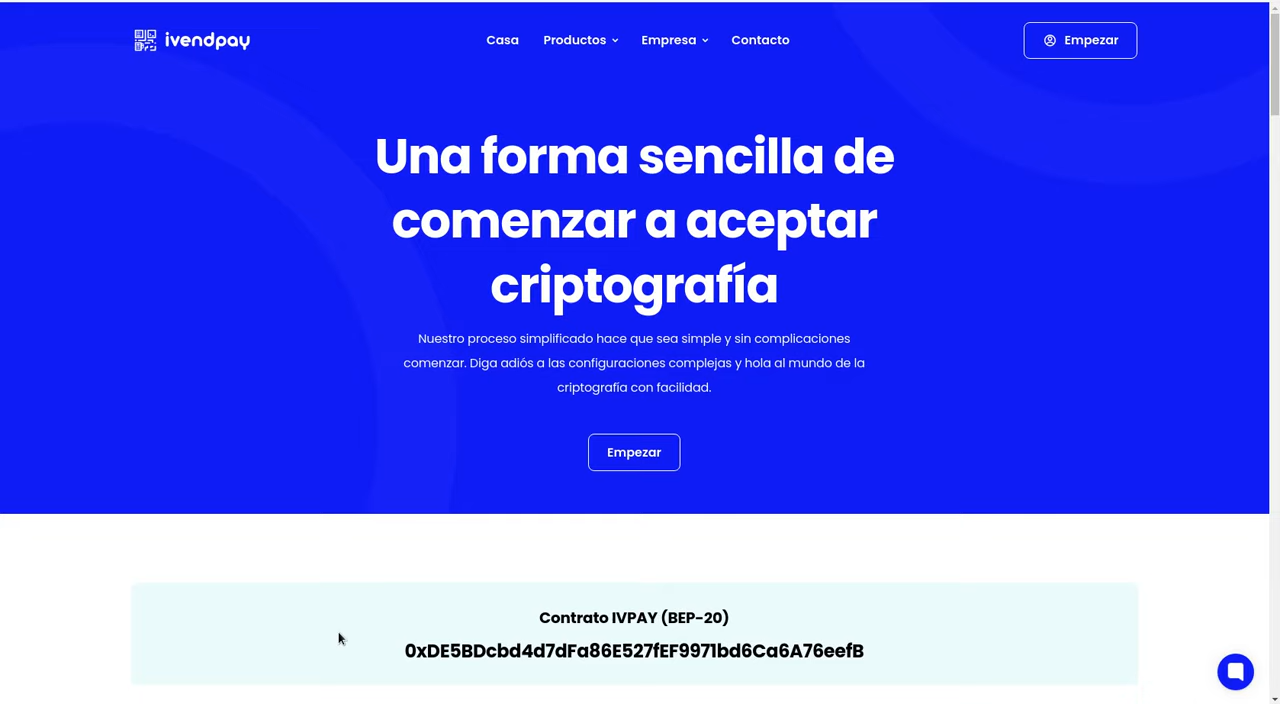 ivendpay
Casa
Productos
Empresa
Contacto
Empezar
Una forma sencilla de
comenzar a aceptar
criptografía
Nuestro proceso simplificado hace que sea simple y sin complicaciones
comenzar. Diga adiós a las configuraciones complejas y hola al mundo de la
criptografía con facilidad.
Empezar
Contrato IVPAY (BEP-20)
0xDE5BDcbd4d7dFa86E527fEF9971bd6Ca6A76eefB